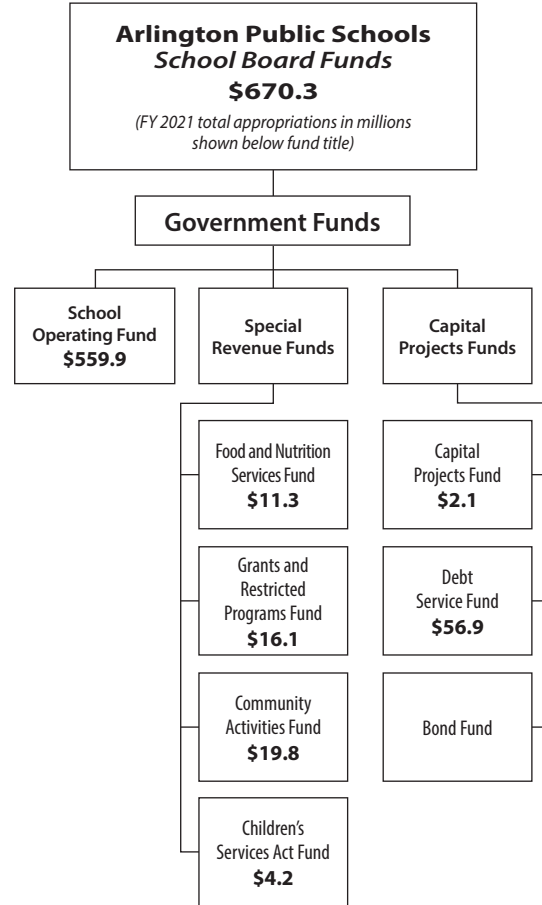 Arlington Public Schools
School Board Funds
$670.3
(FY 2021 total appropriations in millions
shown below fund title)
Government Funds
School
Operating Fund
$559.9
Special
Revenue Funds
Capital
Projects Funds
Food and Nutrition
Services Fund
$11.3
Capital
Projects Fund
$2.1
Grants and
Restricted
Programs Fund
$16.1
Debt
Service Fund
$56.9
Community
Activities Fund
$19.8
Bond Fund
Children’s
Services Act Fund
$4.2